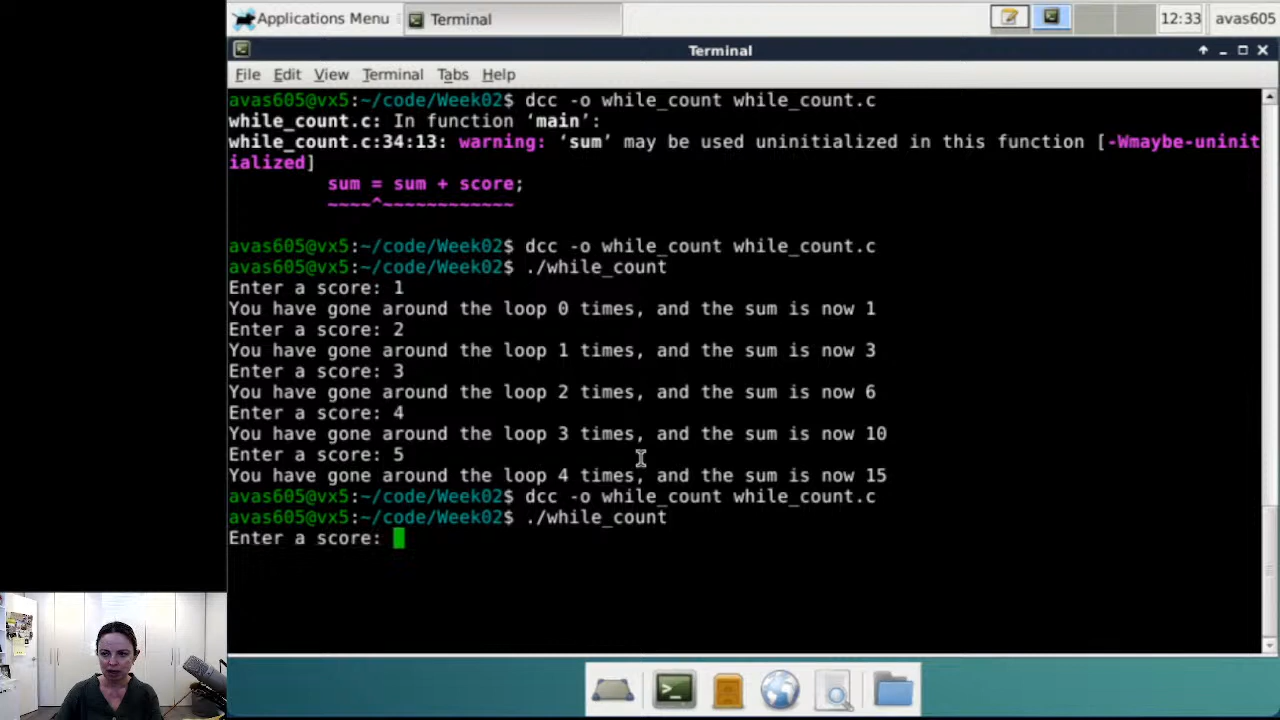 Applications Menu Terminal 12:33 avas605
Terminal
File Edit View Terminal Tabs Help
avas605@vx5:~/code/Week02$ dcc -o while_count while_count.c
while_count.c: In function ‘main’:
while_count.c:34:13: warning: ‘sum’ may be used uninitialized in this function [-Wmaybe-uninit
ialized]
sum = sum + score;
~~~~^~~~~~~~~~~~~
avas605@vx5:~/code/Week02$ dcc -o while_count while_count.c
avas605@vx5:~/code/Week02$ ./while_count
Enter a score: 1
You have gone around the loop 0 times, and the sum is now 1
Enter a score: 2
You have gone around the loop 1 times, and the sum is now 3
Enter a score: 3
You have gone around the loop 2 times, and the sum is now 6
Enter a score: 4
You have gone around the loop 3 times, and the sum is now 10
Enter a score: 5
You have gone around the loop 4 times, and the sum is now 15
avas605@vx5:~/code/Week02$ dcc -o while_count while_count.c
avas605@vx5:~/code/Week02$ ./while_count
Enter a score: